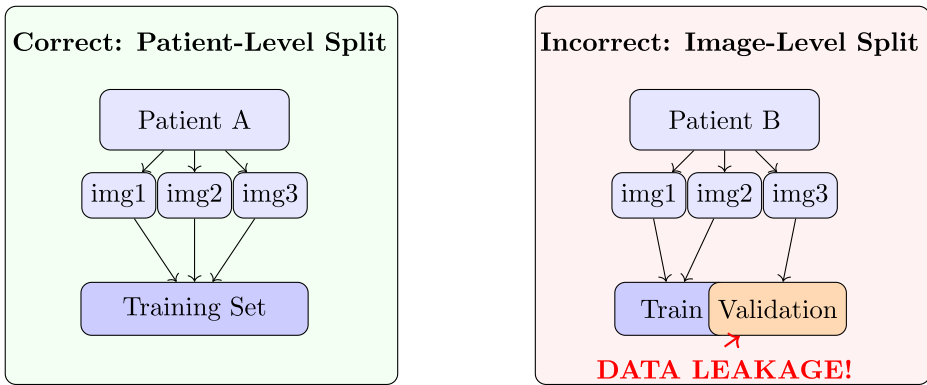 Correct: Patient-Level Split
Patient A
img1 img2 img3
Training Set
Incorrect: Image-Level Split
Patient B
img1 img2 img3
Train Validation
DATA LEAKAGE!